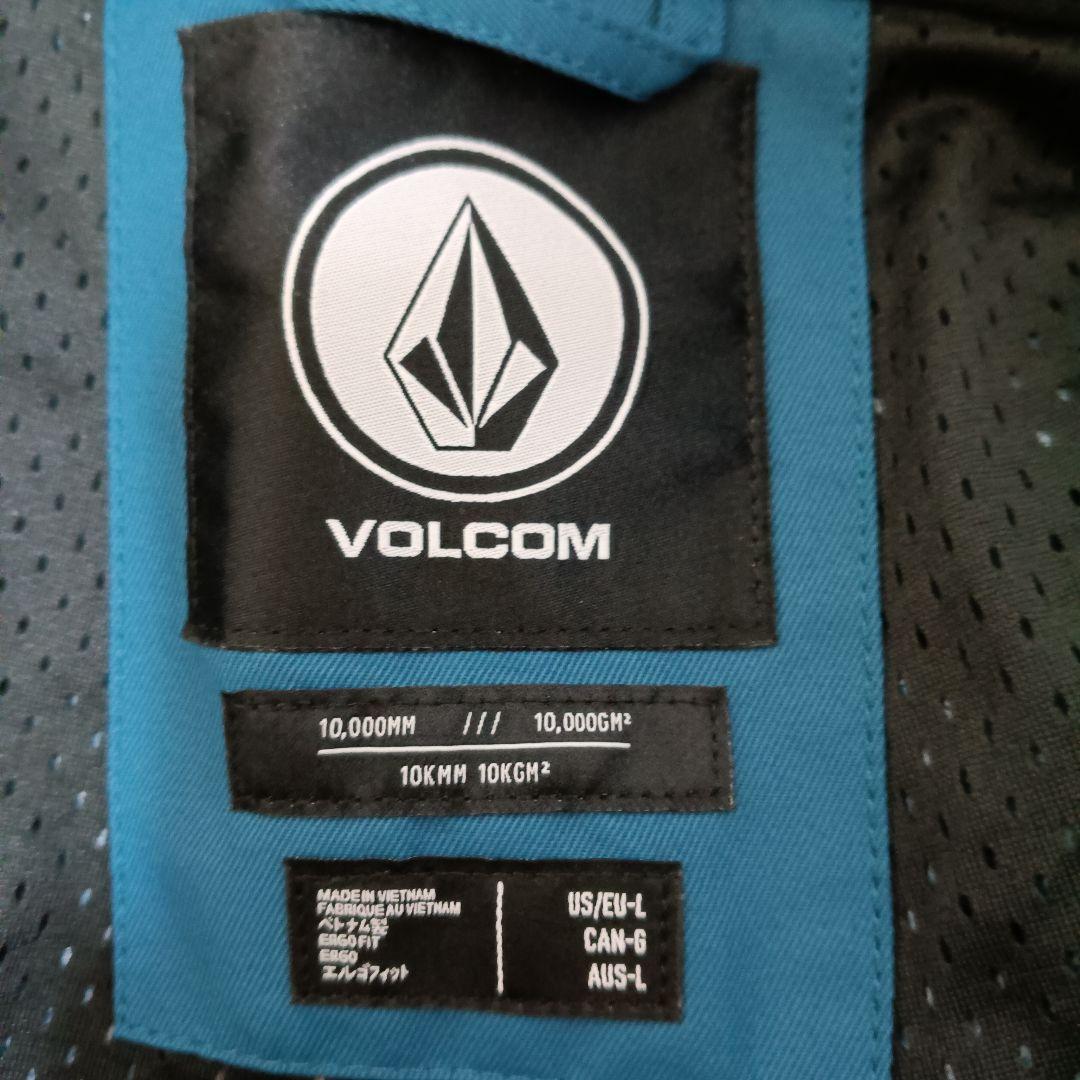 VOLCOM
10,000MM /// 10,000GM²
10KMM 10KGM²
MADE IN VIETNAM
FABRIQUE AU VIETNAM
ベトナム製
ERGO FIT
ERGO
エルゴフィット
US/EU-L
CAN-G
AUS-L